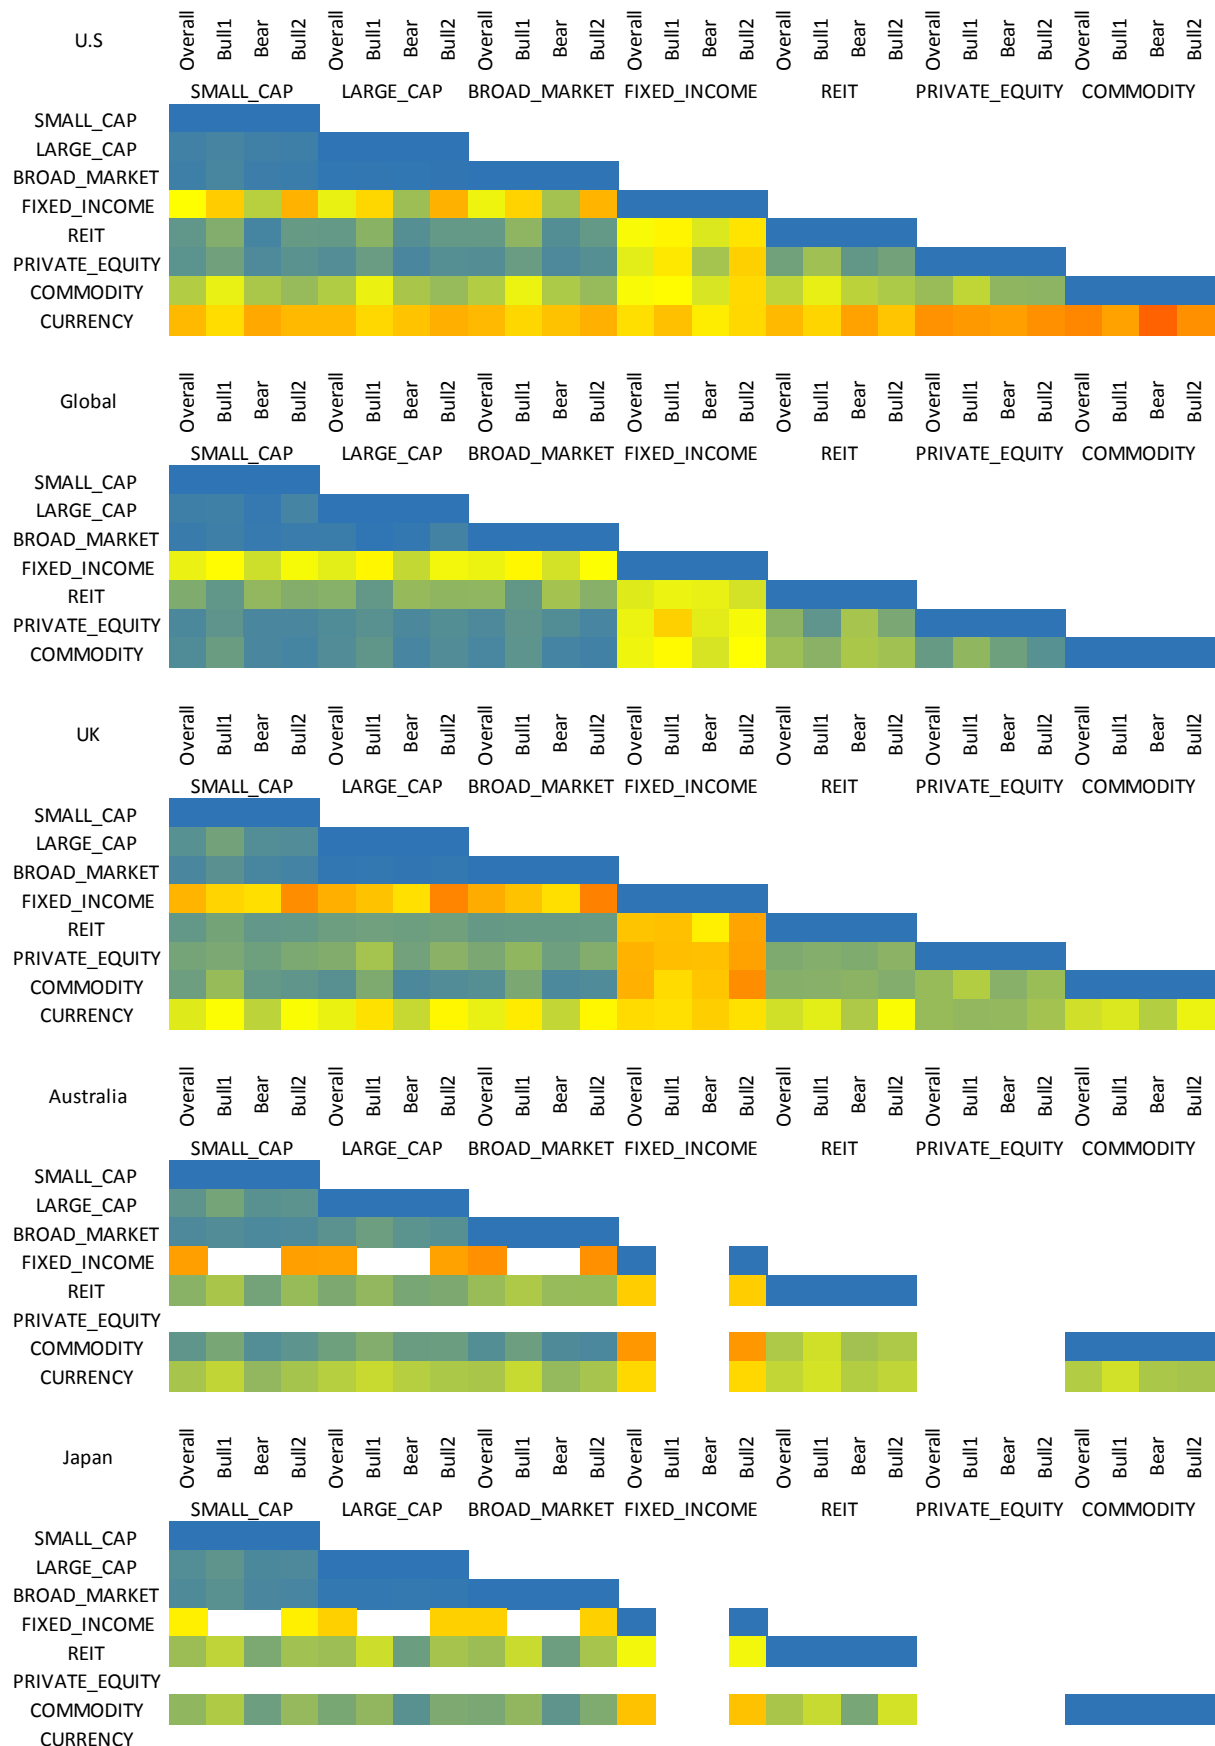 U.S Overall Bull1 Bear Bull2 Overall Bull1 Bear Bull2 Overall Bull1 Bear Bull2 Overall Bull1 Bear Bull2 Overall Bull1 Bear Bull2 Overall Bull1 Bear Bull2 Overall Bull1 Bear Bull2
SMALL_CAP LARGE_CAP BROAD_MARKET FIXED_INCOME REIT PRIVATE_EQUITY COMMODITY
SMALL_CAP
LARGE_CAP
BROAD_MARKET
FIXED_INCOME
REIT
PRIVATE_EQUITY
COMMODITY
CURRENCY
Global Overall Bull1 Bear Bull2 Overall Bull1 Bear Bull2 Overall Bull1 Bear Bull2 Overall Bull1 Bear Bull2 Overall Bull1 Bear Bull2 Overall Bull1 Bear Bull2 Overall Bull1 Bear Bull2
SMALL_CAP LARGE_CAP BROAD_MARKET FIXED_INCOME REIT PRIVATE_EQUITY COMMODITY
SMALL_CAP
LARGE_CAP
BROAD_MARKET
FIXED_INCOME
REIT
PRIVATE_EQUITY
COMMODITY
UK Overall Bull1 Bear Bull2 Overall Bull1 Bear Bull2 Overall Bull1 Bear Bull2 Overall Bull1 Bear Bull2 Overall Bull1 Bear Bull2 Overall Bull1 Bear Bull2 Overall Bull1 Bear Bull2
SMALL_CAP LARGE_CAP BROAD_MARKET FIXED_INCOME REIT PRIVATE_EQUITY COMMODITY
SMALL_CAP
LARGE_CAP
BROAD_MARKET
FIXED_INCOME
REIT
PRIVATE_EQUITY
COMMODITY
CURRENCY
Australia Overall Bull1 Bear Bull2 Overall Bull1 Bear Bull2 Overall Bull1 Bear Bull2 Overall Bull1 Bear Bull2 Overall Bull1 Bear Bull2 Overall Bull1 Bear Bull2 Overall Bull1 Bear Bull2
SMALL_CAP LARGE_CAP BROAD_MARKET FIXED_INCOME REIT PRIVATE_EQUITY COMMODITY
SMALL_CAP
LARGE_CAP
BROAD_MARKET
FIXED_INCOME
REIT
PRIVATE_EQUITY
COMMODITY
CURRENCY
Japan Overall Bull1 Bear Bull2 Overall Bull1 Bear Bull2 Overall Bull1 Bear Bull2 Overall Bull1 Bear Bull2 Overall Bull1 Bear Bull2 Overall Bull1 Bear Bull2 Overall Bull1 Bear Bull2
SMALL_CAP LARGE_CAP BROAD_MARKET FIXED_INCOME REIT PRIVATE_EQUITY COMMODITY
SMALL_CAP
LARGE_CAP
BROAD_MARKET
FIXED_INCOME
REIT
PRIVATE_EQUITY
COMMODITY
CURRENCY